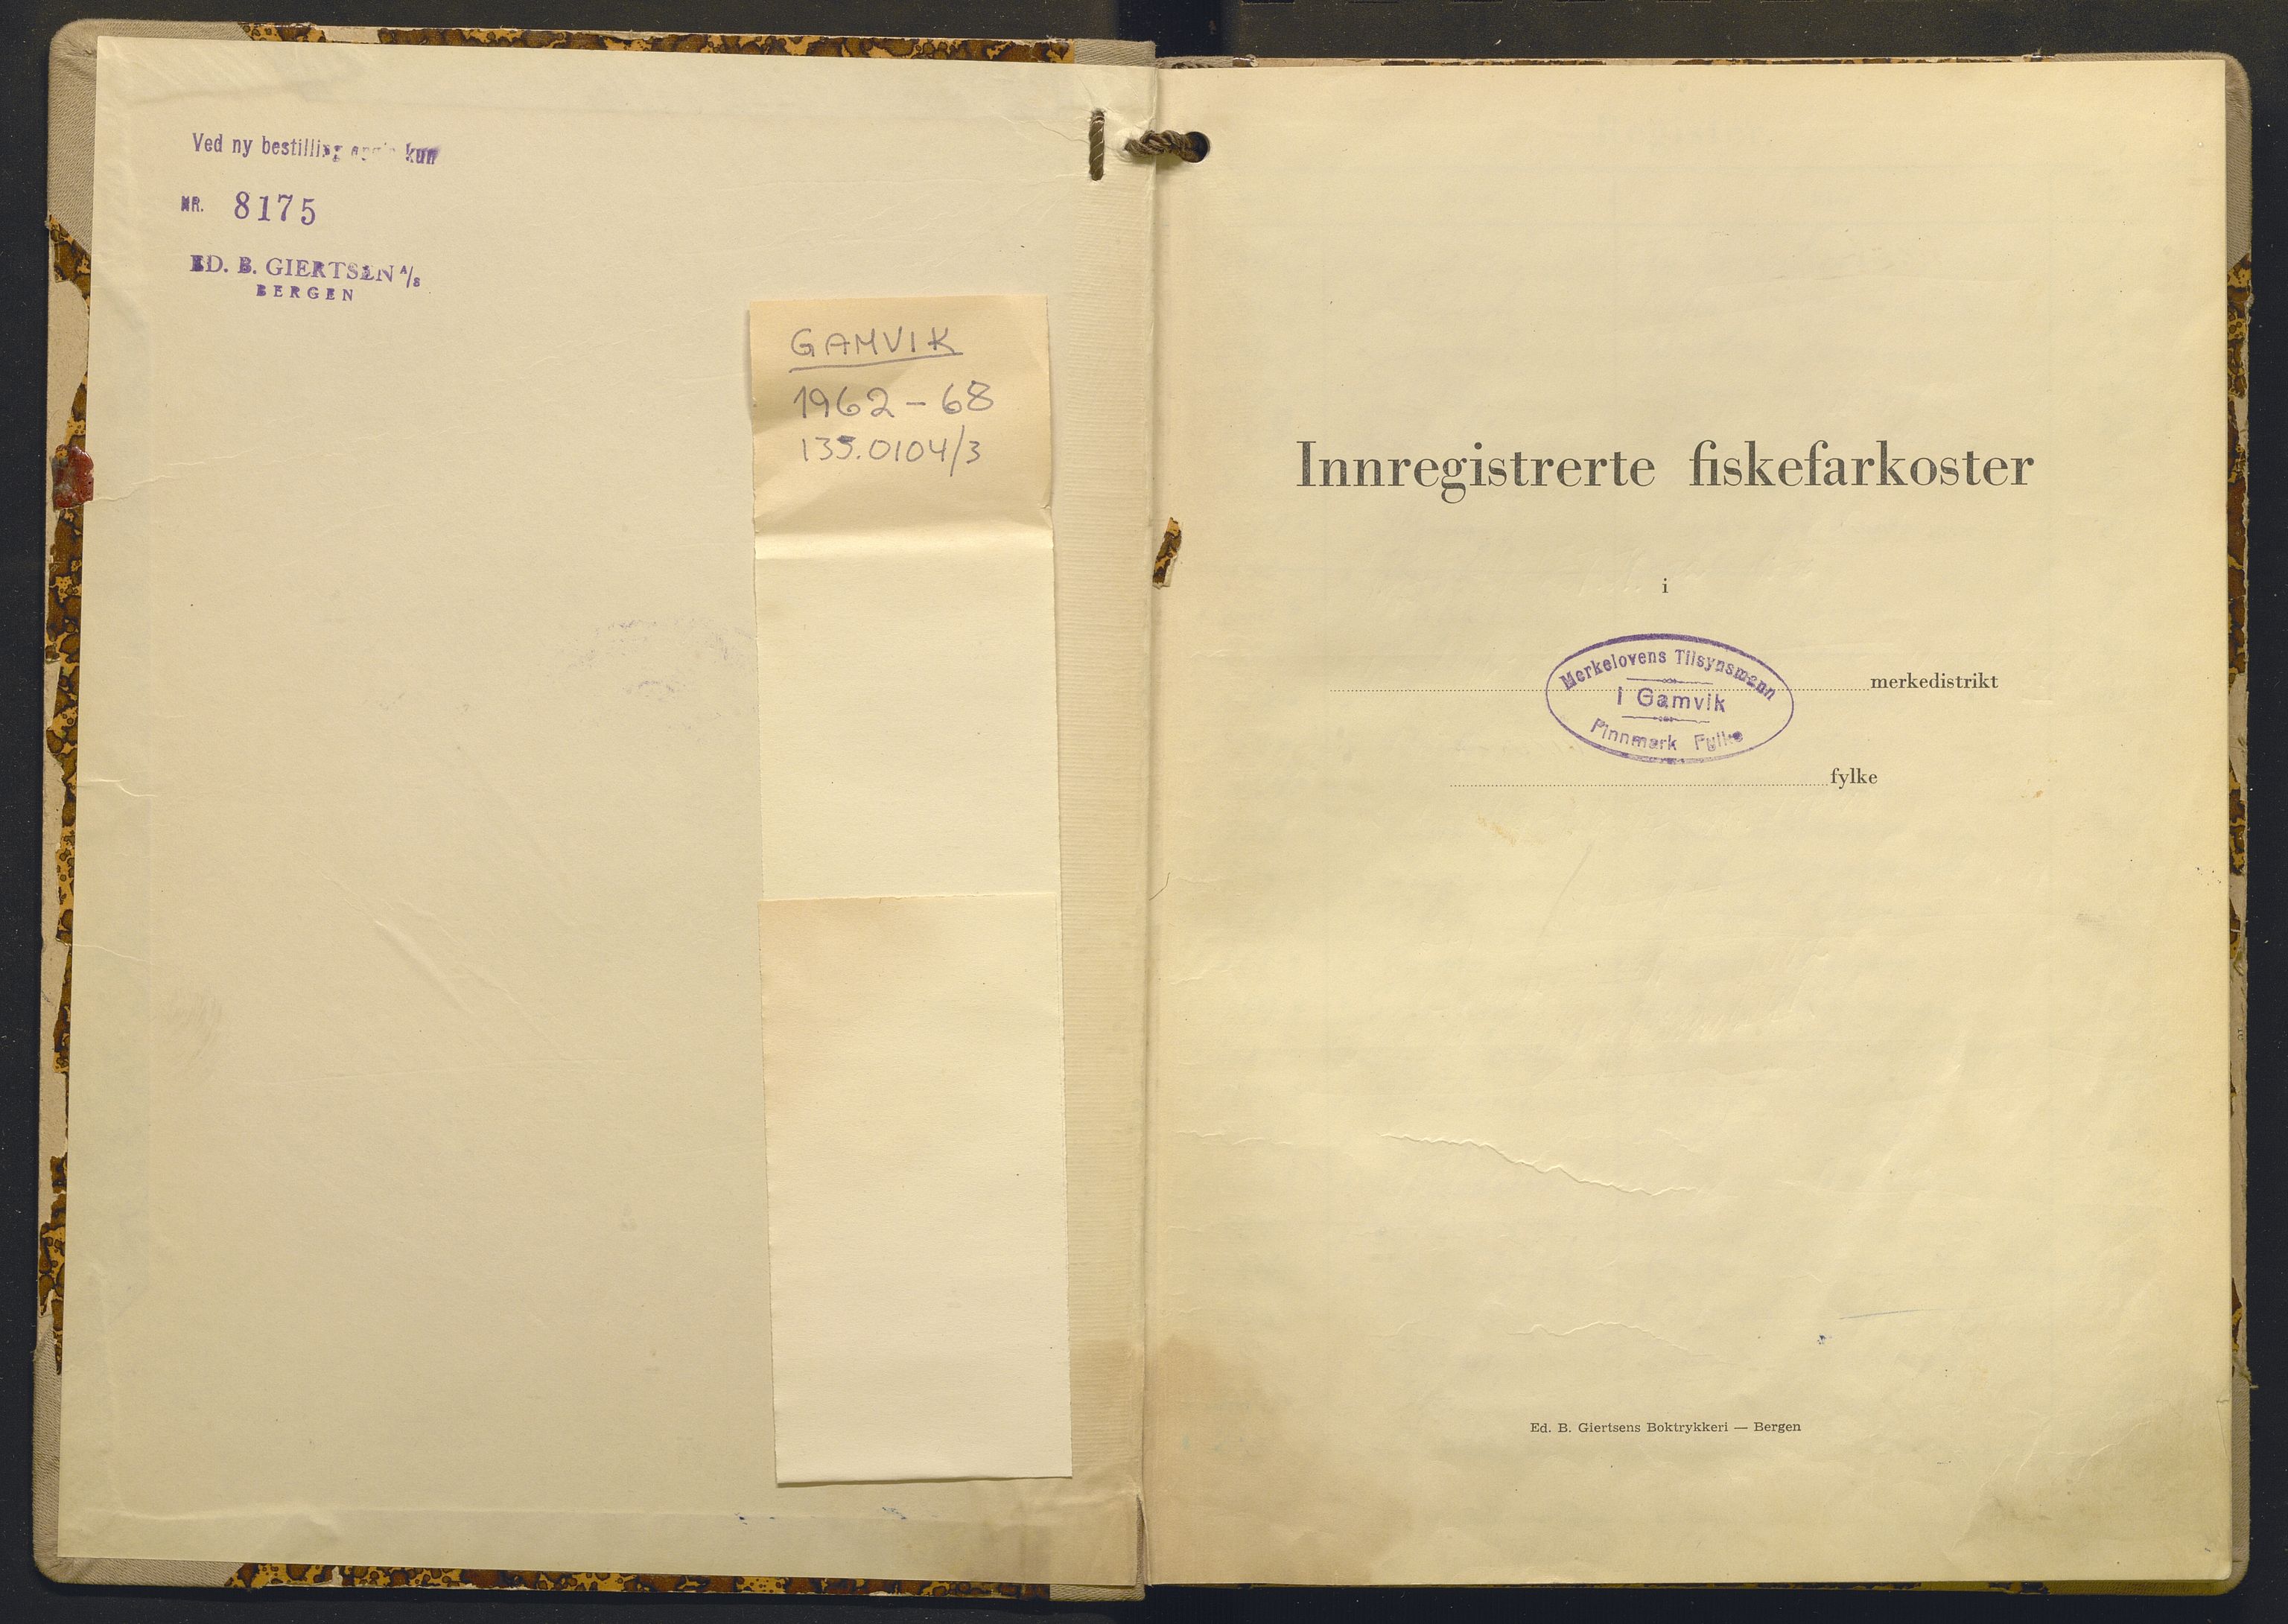 Ved ny bestilling kun
NR. 8175
ED. B. GIERTSEN A/S
BERGEN
GAMVIK
1962-68
135.0104/3
Innregistrerte fiskefarkoster
i
Merkelovens Tilsynsmann
i Gamvik
Finnmark Fylke
merkedistrikt
fylke
Ed. B. Giertsens Boktrykkeri — Bergen